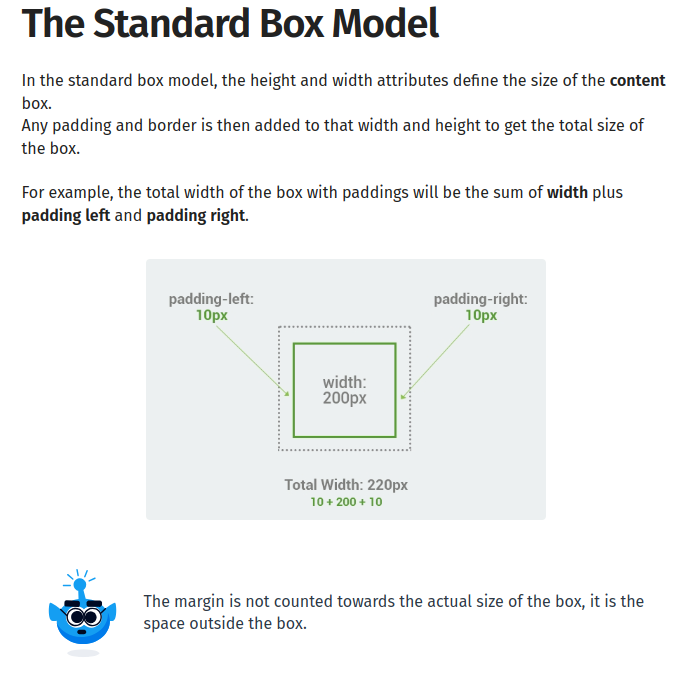 The Standard Box Model
In the standard box model, the height and width attributes define the size of the content
box.
Any padding and border is then added to that width and height to get the total size of
the box.
For example, the total width of the box with paddings will be the sum of width plus
padding left and padding right.
padding-left:
10px
padding-right:
10px
width:
200px
Total Width: 220px
10 + 200 + 10
The margin is not counted towards the actual size of the box, it is the
space outside the box.